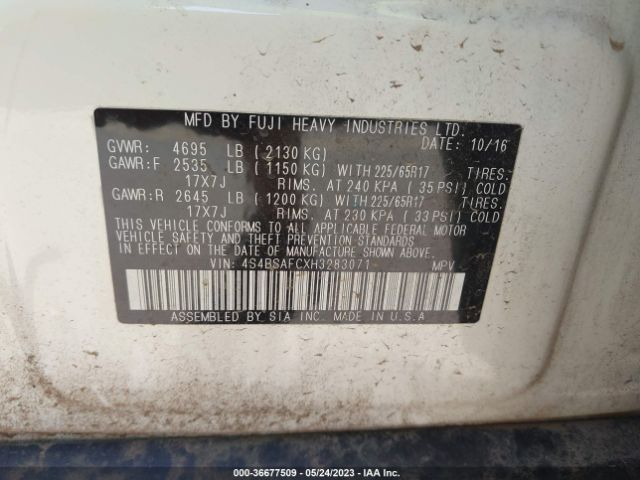 MFD BY FUJI HEAVY INDUSTRIES LTD.
DATE: 10/16
GVWR: 4695 LB ( 2130 KG)
GAWR:F 2535 LB ( 1150 KG) WITH 225/65R17 TIRES.
17X7J RIMS. AT 240 KPA ( 35 PSI) COLD
GAWR:R 2645 LB ( 1200 KG) WITH 225/65R17 TIRES.
17X7J RIMS. AT 230 KPA ( 33 PSI) COLD
THIS VEHICLE CONFORMS TO ALL APPLICABLE FEDERAL MOTOR
VEHICLE SAFETY, BUMPER, AND THEFT PREVENTION STANDARDS
IN EFFECT ON THE DATE OF MANUFACTURE SHOWN ABOVE.
VIN: 4S4BSAFCXH3283071 MPV
ASSEMBLED BY SIA INC. MADE IN U.S.A
000-36677509 - 05/24/2023 - IAA Inc.